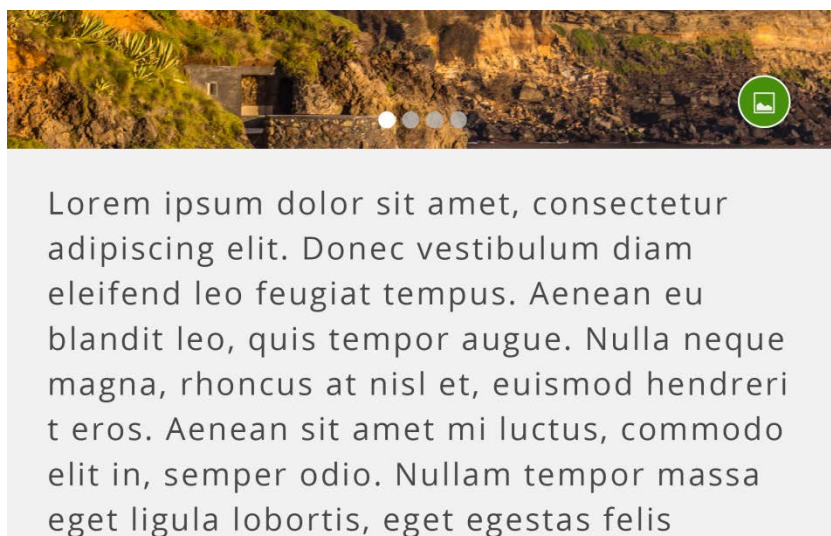 Lorem ipsum dolor sit amet, consectetur
adipiscing elit. Donec vestibulum diam
eleifend leo feugiat tempus. Aenean eu
blandit leo, quis tempor augue. Nulla neque
magna, rhoncus at nisl et, euismod hendreri
t eros. Aenean sit amet mi luctus, commodo
elit in, semper odio. Nullam tempor massa
eget ligula lobortis, eget egestas felis